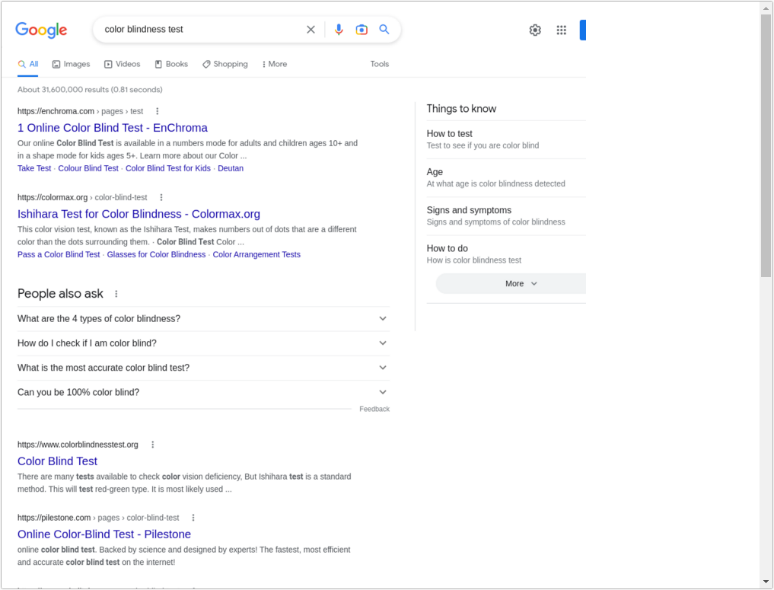 Google
color blindness test
All
Images
Videos
Books
Shopping
More
Tools
About 31,600,000 results (0.81 seconds)
https://enchroma.com › pages › test
1 Online Color Blind Test - EnChroma
Our online Color Blind Test is available in a numbers mode for adults and children ages 10+ and
in a shape mode for kids ages 5+. Learn more about our Color ...
Take Test · Colour Blind Test · Color Blind Test for Kids · Deutan
https://colormax.org › color-blind-test
Ishihara Test for Color Blindness - Colormax.org
This color vision test, known as the Ishihara Test, makes numbers out of dots that are a different
color than the dots surrounding them. · Color Blind Test Color ...
Pass a Color Blind Test · Glasses for Color Blindness · Color Arrangement Tests
People also ask
What are the 4 types of color blindness?
How do I check if I am color blind?
What is the most accurate color blind test?
Can you be 100% color blind?
Feedback
https://www.colorblindnesstest.org
Color Blind Test
There are many tests available to check color vision deficiency, But Ishihara test is a standard
method. This will test red-green type. It is most likely used ...
https://pilestone.com › pages › color-blind-test
Online Color-Blind Test - Pilestone
online color blind test. Backed by science and designed by experts! The fastest, most efficient
and accurate color blind test on the internet!
Things to know
How to test
Test to see if you are color blind
Age
At what age is color blindness detected
Signs and symptoms
Signs and symptoms of color blindness
How to do
How is color blindness test
More